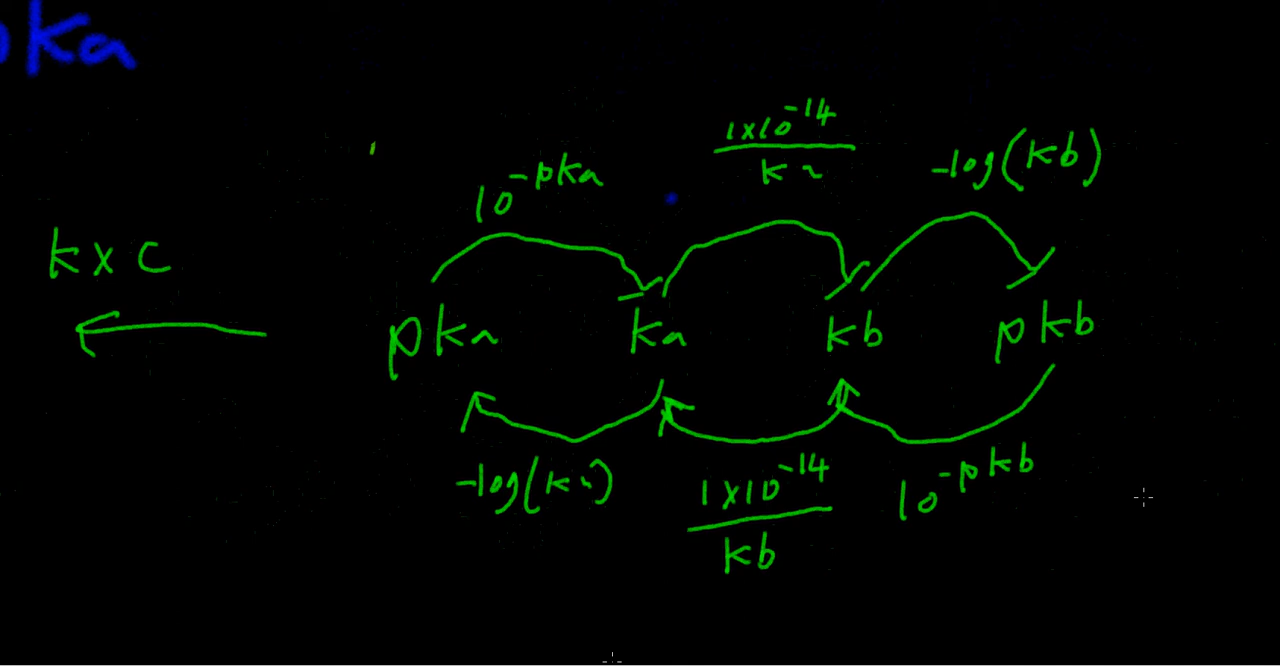 pka
1x10^-14
ka
-log(kb)
10^-pka
k x c
pka ka kb pkb
-log(ka)
1x10^-14
kb
10^-pkb